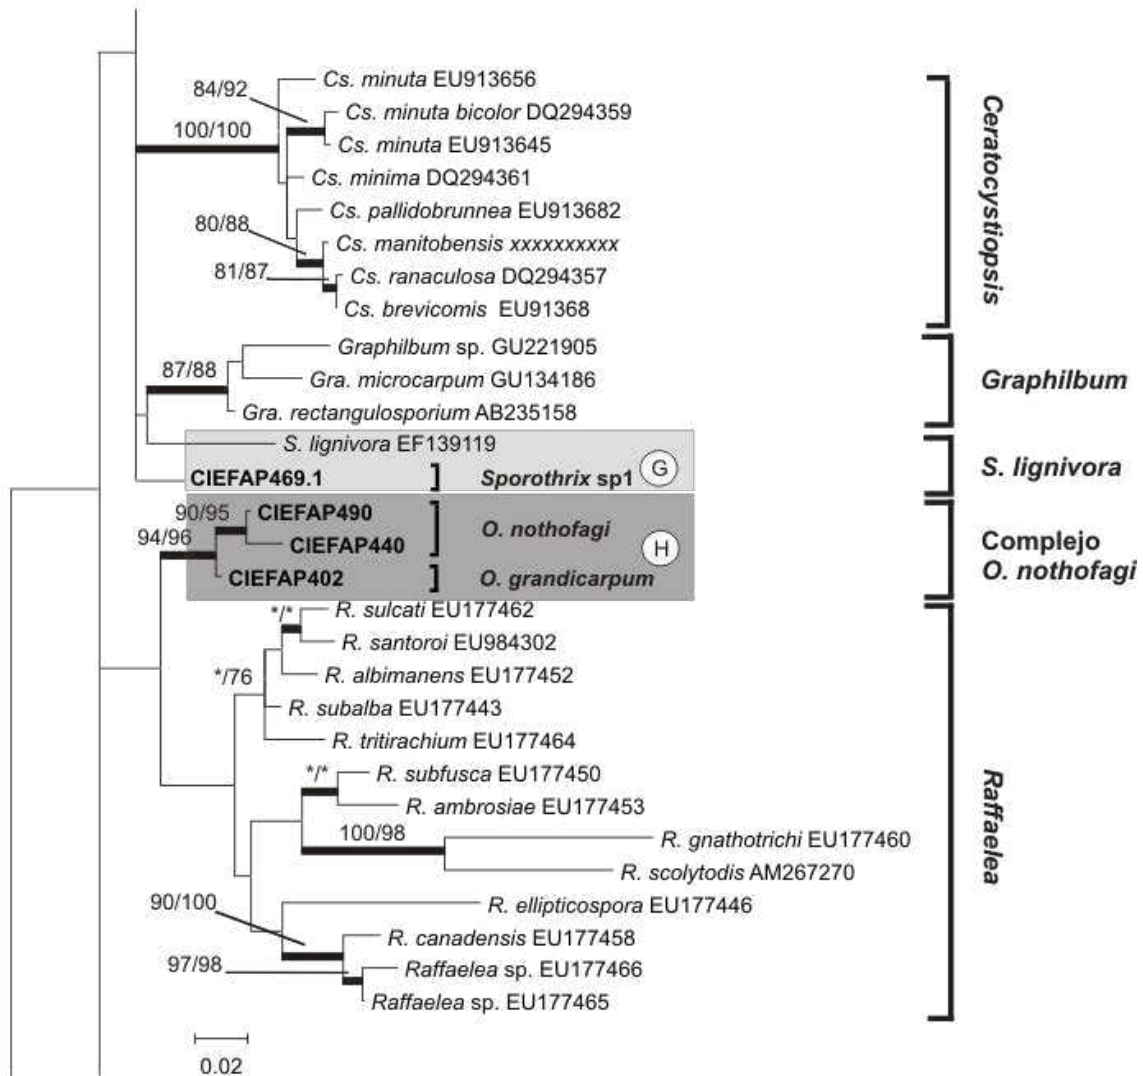 Cs. minuta EU913656
84/92
Cs. minuta bicolor DQ294359
100/100
Cs. minuta EU913645
Cs. minima DQ294361
Cs. pallidobrunnea EU913682
80/88
Cs. manitobensis xxxxxxxxxx
81/87
Cs. ranaculosa DQ294357
Cs. brevicomis EU91368
Ceratocystiopsis
Graphilbum sp. GU221905
87/88
Gra. microcarpum GU134186
Gra. rectangulosporium AB235158
Graphilbum
S. lignivora EF139119
CIEFAP469.1 ] Sporothrix sp1 G
S. lignivora
90/95
CIEFAP490
94/96
CIEFAP440
O. nothofagi
H
CIEFAP402 ] O. grandicarpum
Complejo
O. nothofagi
*/*
R. sulcati EU177462
R. santoroi EU984302
*/76
R. albimanens EU177452
R. subalba EU177443
R. tritirachium EU177464
*/*
R. subfusca EU177450
R. ambrosiae EU177453
100/98
R. gnathotrichi EU177460
R. scolytodis AM267270
90/100
R. ellipticospora EU177446
R. canadensis EU177458
97/98
Raffaelea sp. EU177466
Raffaelea sp. EU177465
Raffaelea
0.02